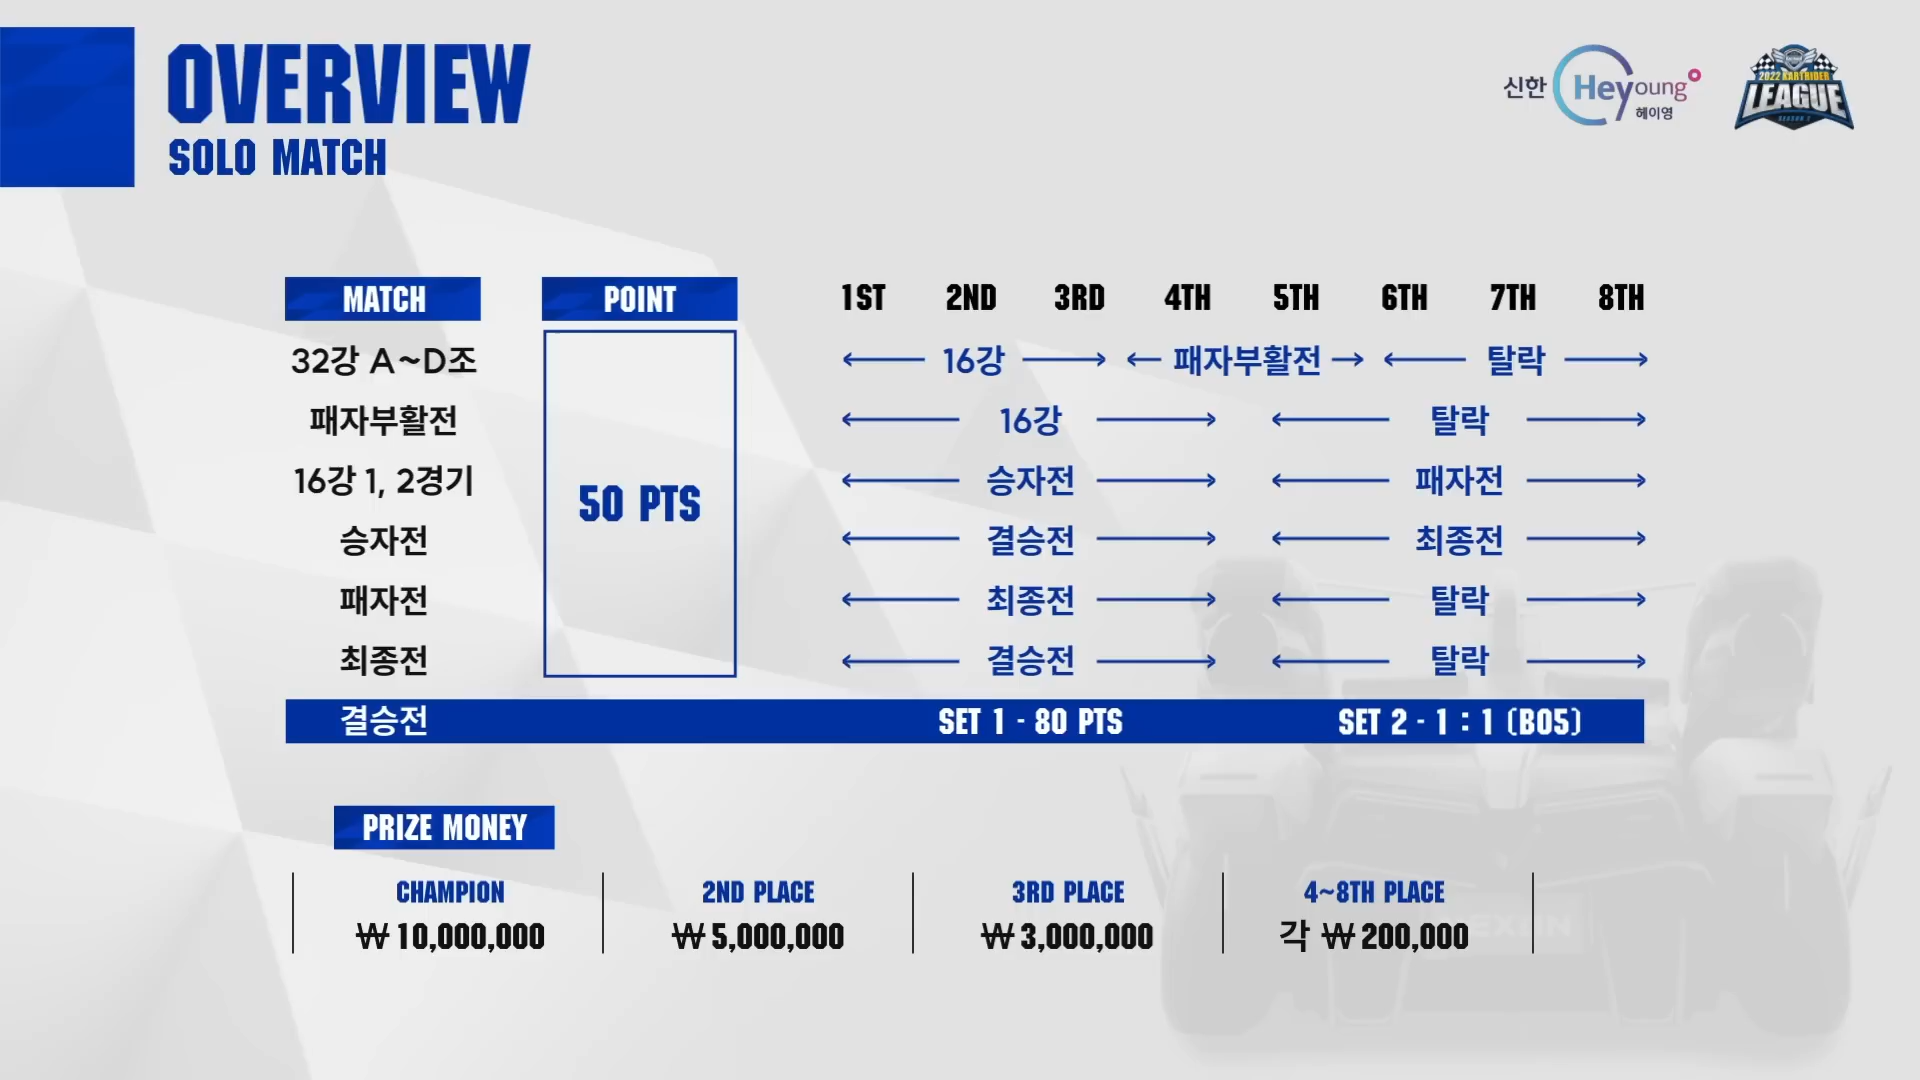 OVERVIEW
SOLO MATCH
신한 Heyoung
헤이영
2022 KARTRIDER
LEAGUE
MATCH POINT 1ST 2ND 3RD 4TH 5TH 6TH 7TH 8TH
32강 A~D조 16강 패자부활전 탈락
패자부활전 16강 탈락
16강 1, 2경기 승자전 패자전
50 PTS
승자전 결승전 최종전
패자전 최종전 탈락
최종전 결승전 탈락
결승전 SET 1 - 80 PTS SET 2 - 1 : 1 (BO5)
PRIZE MONEY
CHAMPION 2ND PLACE 3RD PLACE 4~8TH PLACE
₩ 10,000,000 ₩ 5,000,000 ₩ 3,000,000 각 ₩ 200,000